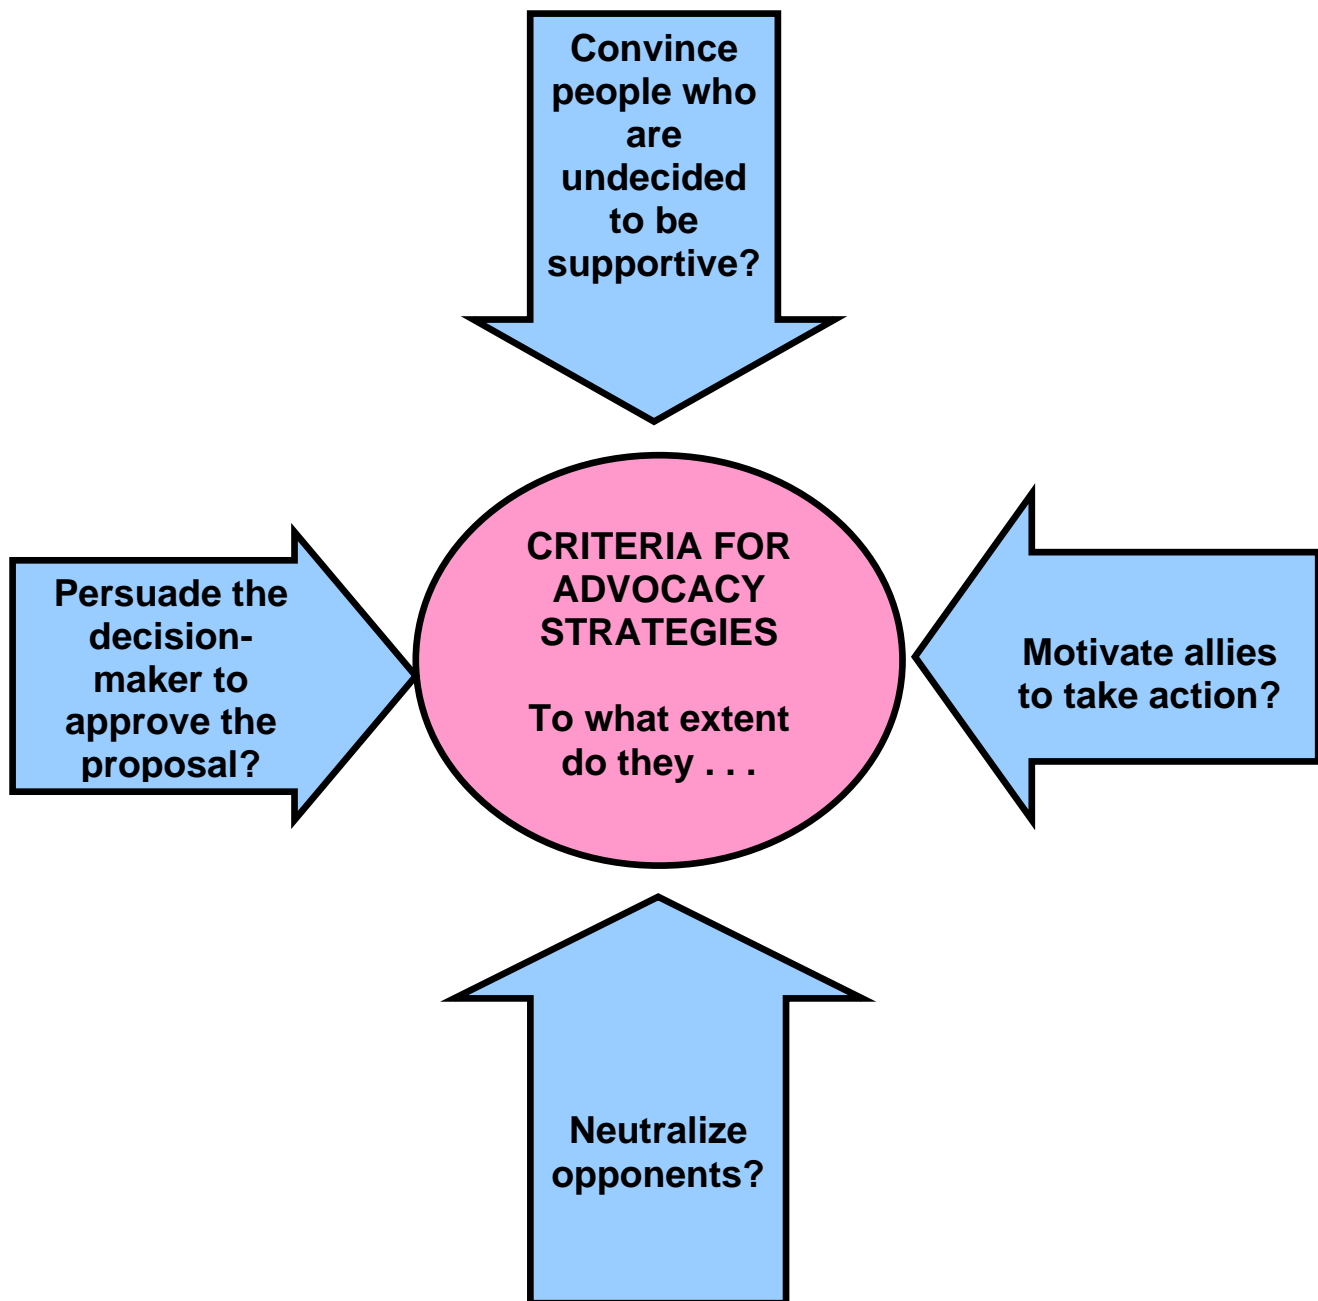 Convince
people who
are
undecided
to be
supportive?
CRITERIA FOR
ADVOCACY
STRATEGIES
To what extent
do they . . .
Persuade the
decision-
maker to
approve the
proposal?
Motivate allies
to take action?
Neutralize
opponents?